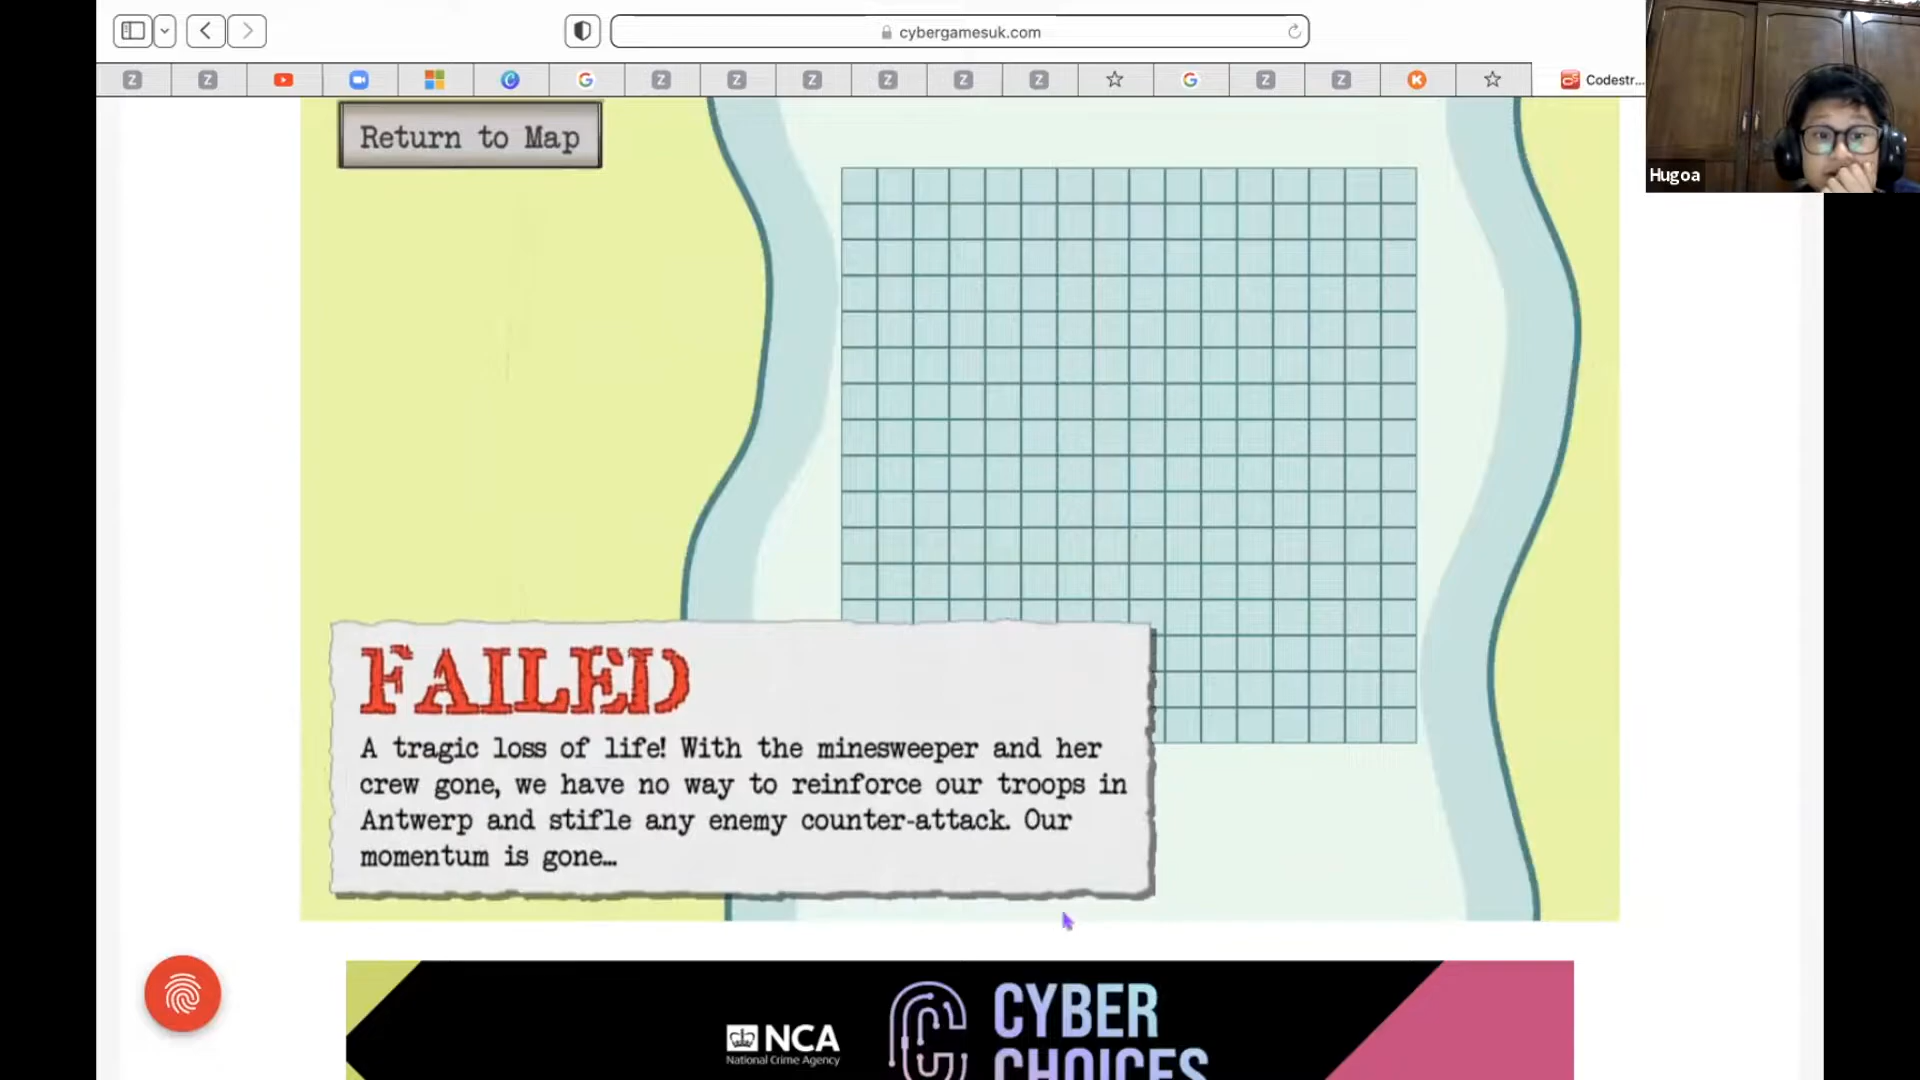 cybergamesuk.com
Codestr...
Hugoa
Return to Map
FAILED
A tragic loss of life! With the minesweeper and her
crew gone, we have no way to reinforce our troops in
Antwerp and stifle any enemy counter-attack. Our
momentum is gone...
NCA
National Crime Agency
CYBER
CHOICES